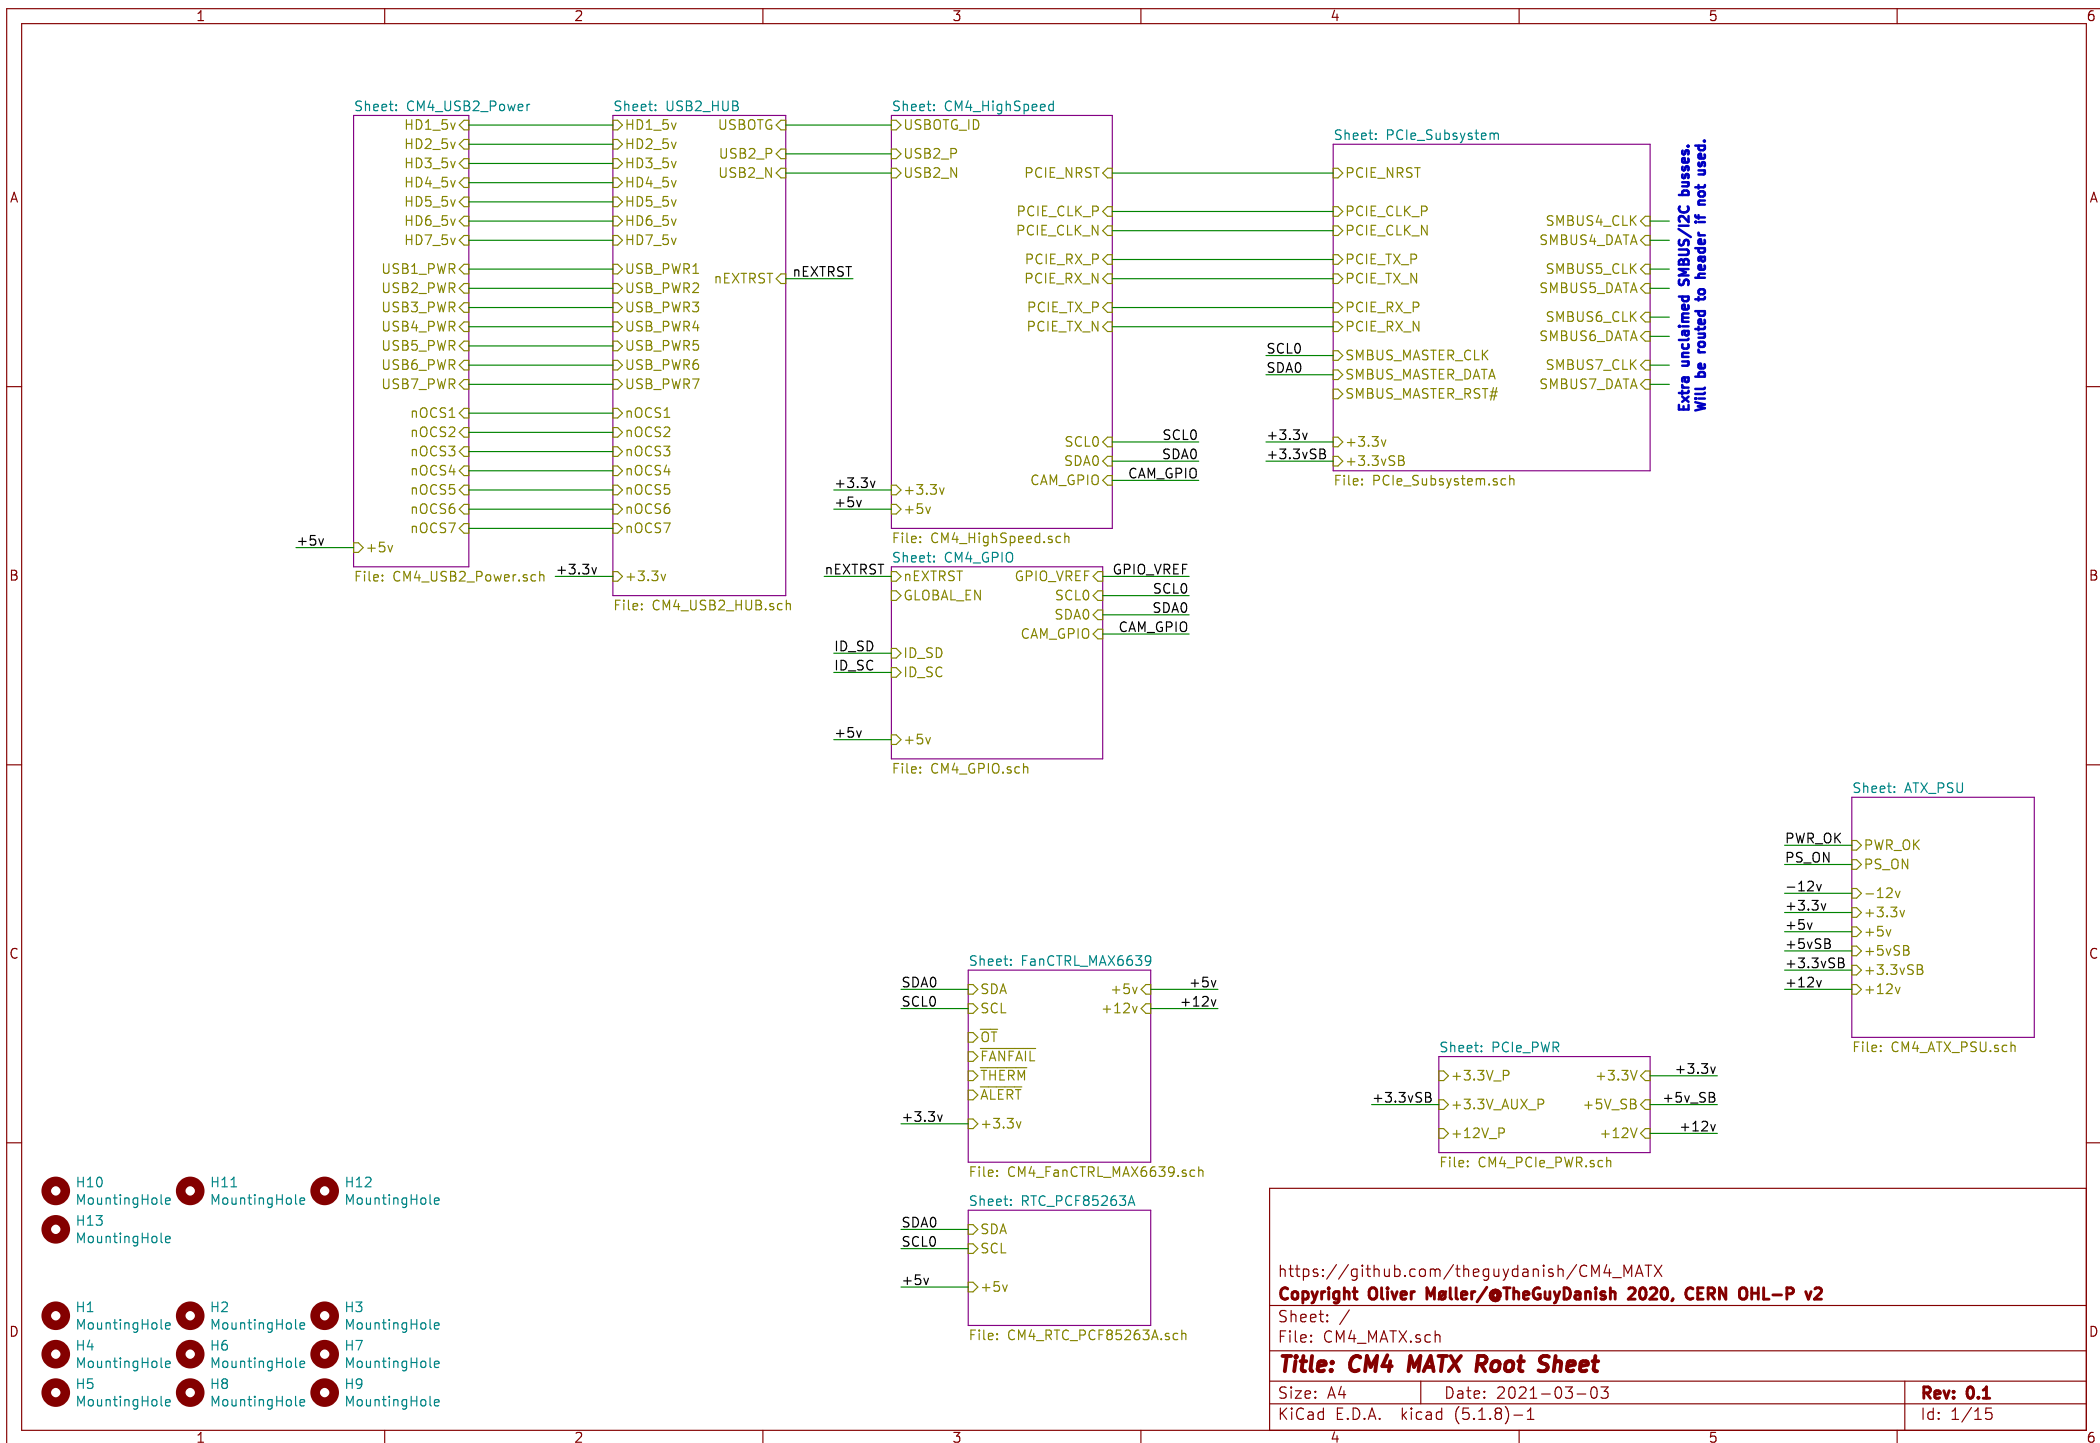 1 2 3 4 5 6
A
B
C
D
A
B
C
D
1 2 3 4 5 6
Sheet: CM4_USB2_Power
HD1_5v
HD2_5v
HD3_5v
HD4_5v
HD5_5v
HD6_5v
HD7_5v
USB1_PWR
USB2_PWR
USB3_PWR
USB4_PWR
USB5_PWR
USB6_PWR
USB7_PWR
nOCS1
nOCS2
nOCS3
nOCS4
nOCS5
nOCS6
nOCS7
+5v +5v
File: CM4_USB2_Power.sch
Sheet: USB2_HUB
HD1_5v USBOTG
HD2_5v USB2_P
HD3_5v USB2_N
HD4_5v
HD5_5v
HD6_5v
HD7_5v
USB_PWR1 nEXTRST nEXTRST
USB_PWR2
USB_PWR3
USB_PWR4
USB_PWR5
USB_PWR6
USB_PWR7
nOCS1
nOCS2
nOCS3
nOCS4
nOCS5
nOCS6
nOCS7
+3.3v +3.3v
File: CM4_USB2_HUB.sch
Sheet: CM4_HighSpeed
USBOTG_ID
USB2_P
USB2_N PCIE_NRST
PCIE_CLK_P
PCIE_CLK_N
PCIE_RX_P
PCIE_RX_N
PCIE_TX_P
PCIE_TX_N
SCL0 SCL0
SDA0 SDA0
CAM_GPIO CAM_GPIO
+3.3v +3.3v
+5v +5v
File: CM4_HighSpeed.sch
Sheet: CM4_GPIO
nEXTRST nEXTRST GPIO_VREF GPIO_VREF
GLOBAL_EN SCL0 SCL0
SDA0 SDA0
CAM_GPIO CAM_GPIO
ID_SD ID_SD
ID_SC ID_SC
+5v +5v
File: CM4_GPIO.sch
Sheet: PCIe_Subsystem
PCIE_NRST
PCIE_CLK_P SMBUS4_CLK
PCIE_CLK_N SMBUS4_DATA
PCIE_TX_P SMBUS5_CLK
PCIE_TX_N SMBUS5_DATA
PCIE_RX_P SMBUS6_CLK
PCIE_RX_N SMBUS6_DATA
SCL0 SMBUS_MASTER_CLK SMBUS7_CLK
SDA0 SMBUS_MASTER_DATA SMBUS7_DATA
SMBUS_MASTER_RST#
+3.3v +3.3v
+3.3vSB +3.3vSB
File: PCIe_Subsystem.sch
Extra unclaimed SMBUS/I2C busses.
Will be routed to header if not used.
Sheet: ATX_PSU
PWR_OK PWR_OK
PS_ON PS_ON
-12v -12v
+3.3v +3.3v
+5v +5v
+5vSB +5vSB
+3.3vSB +3.3vSB
+12v +12v
File: CM4_ATX_PSU.sch
Sheet: FanCTRL_MAX6639
SDA0 SDA +5v +5v
SCL0 SCL +12v +12v
OT
FANFAIL
THERM
ALERT
+3.3v +3.3v
File: CM4_FanCTRL_MAX6639.sch
Sheet: PCIe_PWR
+3.3V_P +3.3V +3.3v
+3.3vSB +3.3V_AUX_P +5V_SB +5v_SB
+12V_P +12V +12v
File: CM4_PCIe_PWR.sch
Sheet: RTC_PCF85263A
SDA0 SDA
SCL0 SCL
+5v +5v
File: CM4_RTC_PCF85263A.sch
H10 H11 H12
MountingHole MountingHole MountingHole
H13
MountingHole
H1 H2 H3
MountingHole MountingHole MountingHole
H4 H6 H7
MountingHole MountingHole MountingHole
H5 H8 H9
MountingHole MountingHole MountingHole
https://github.com/theguydanish/CM4_MATX
Copyright Oliver Møller/@TheGuyDanish 2020, CERN OHL-P v2
Sheet: /
File: CM4_MATX.sch
Title: CM4 MATX Root Sheet
Size: A4 Date: 2021-03-03 Rev: 0.1
KiCad E.D.A. kicad (5.1.8)-1 Id: 1/15